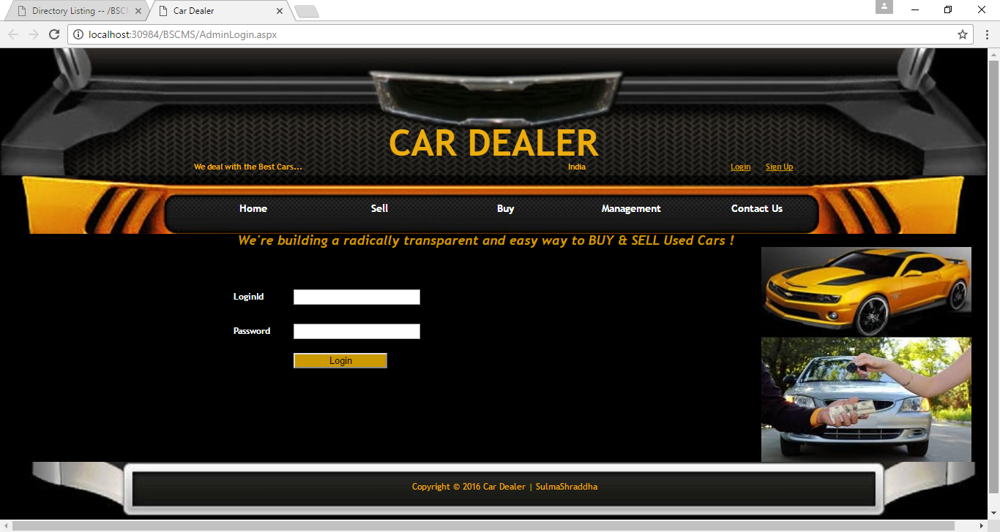 Directory Listing -- /BSC
Car Dealer
localhost:30984/BSCMS/AdminLogin.aspx
CAR DEALER
We deal with the Best Cars...
India
Login
Sign Up
Home
Sell
Buy
Management
Contact Us
We're building a radically transparent and easy way to BUY & SELL Used Cars !
LoginId
Password
Login
Copyright © 2016 Car Dealer | SulmaShraddha